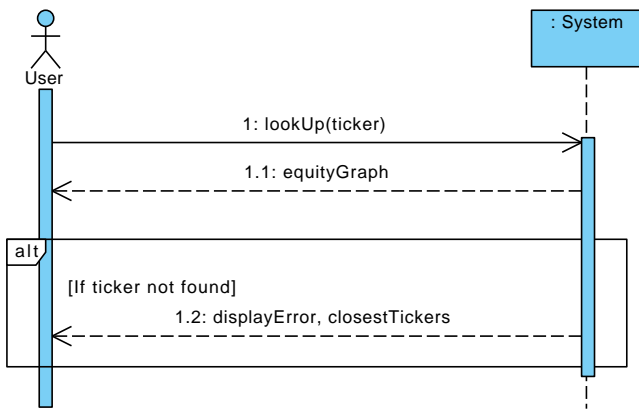 : System
User
1: lookUp(ticker)
1.1: equityGraph
alt
[If ticker not found]
1.2: displayError, closestTickers